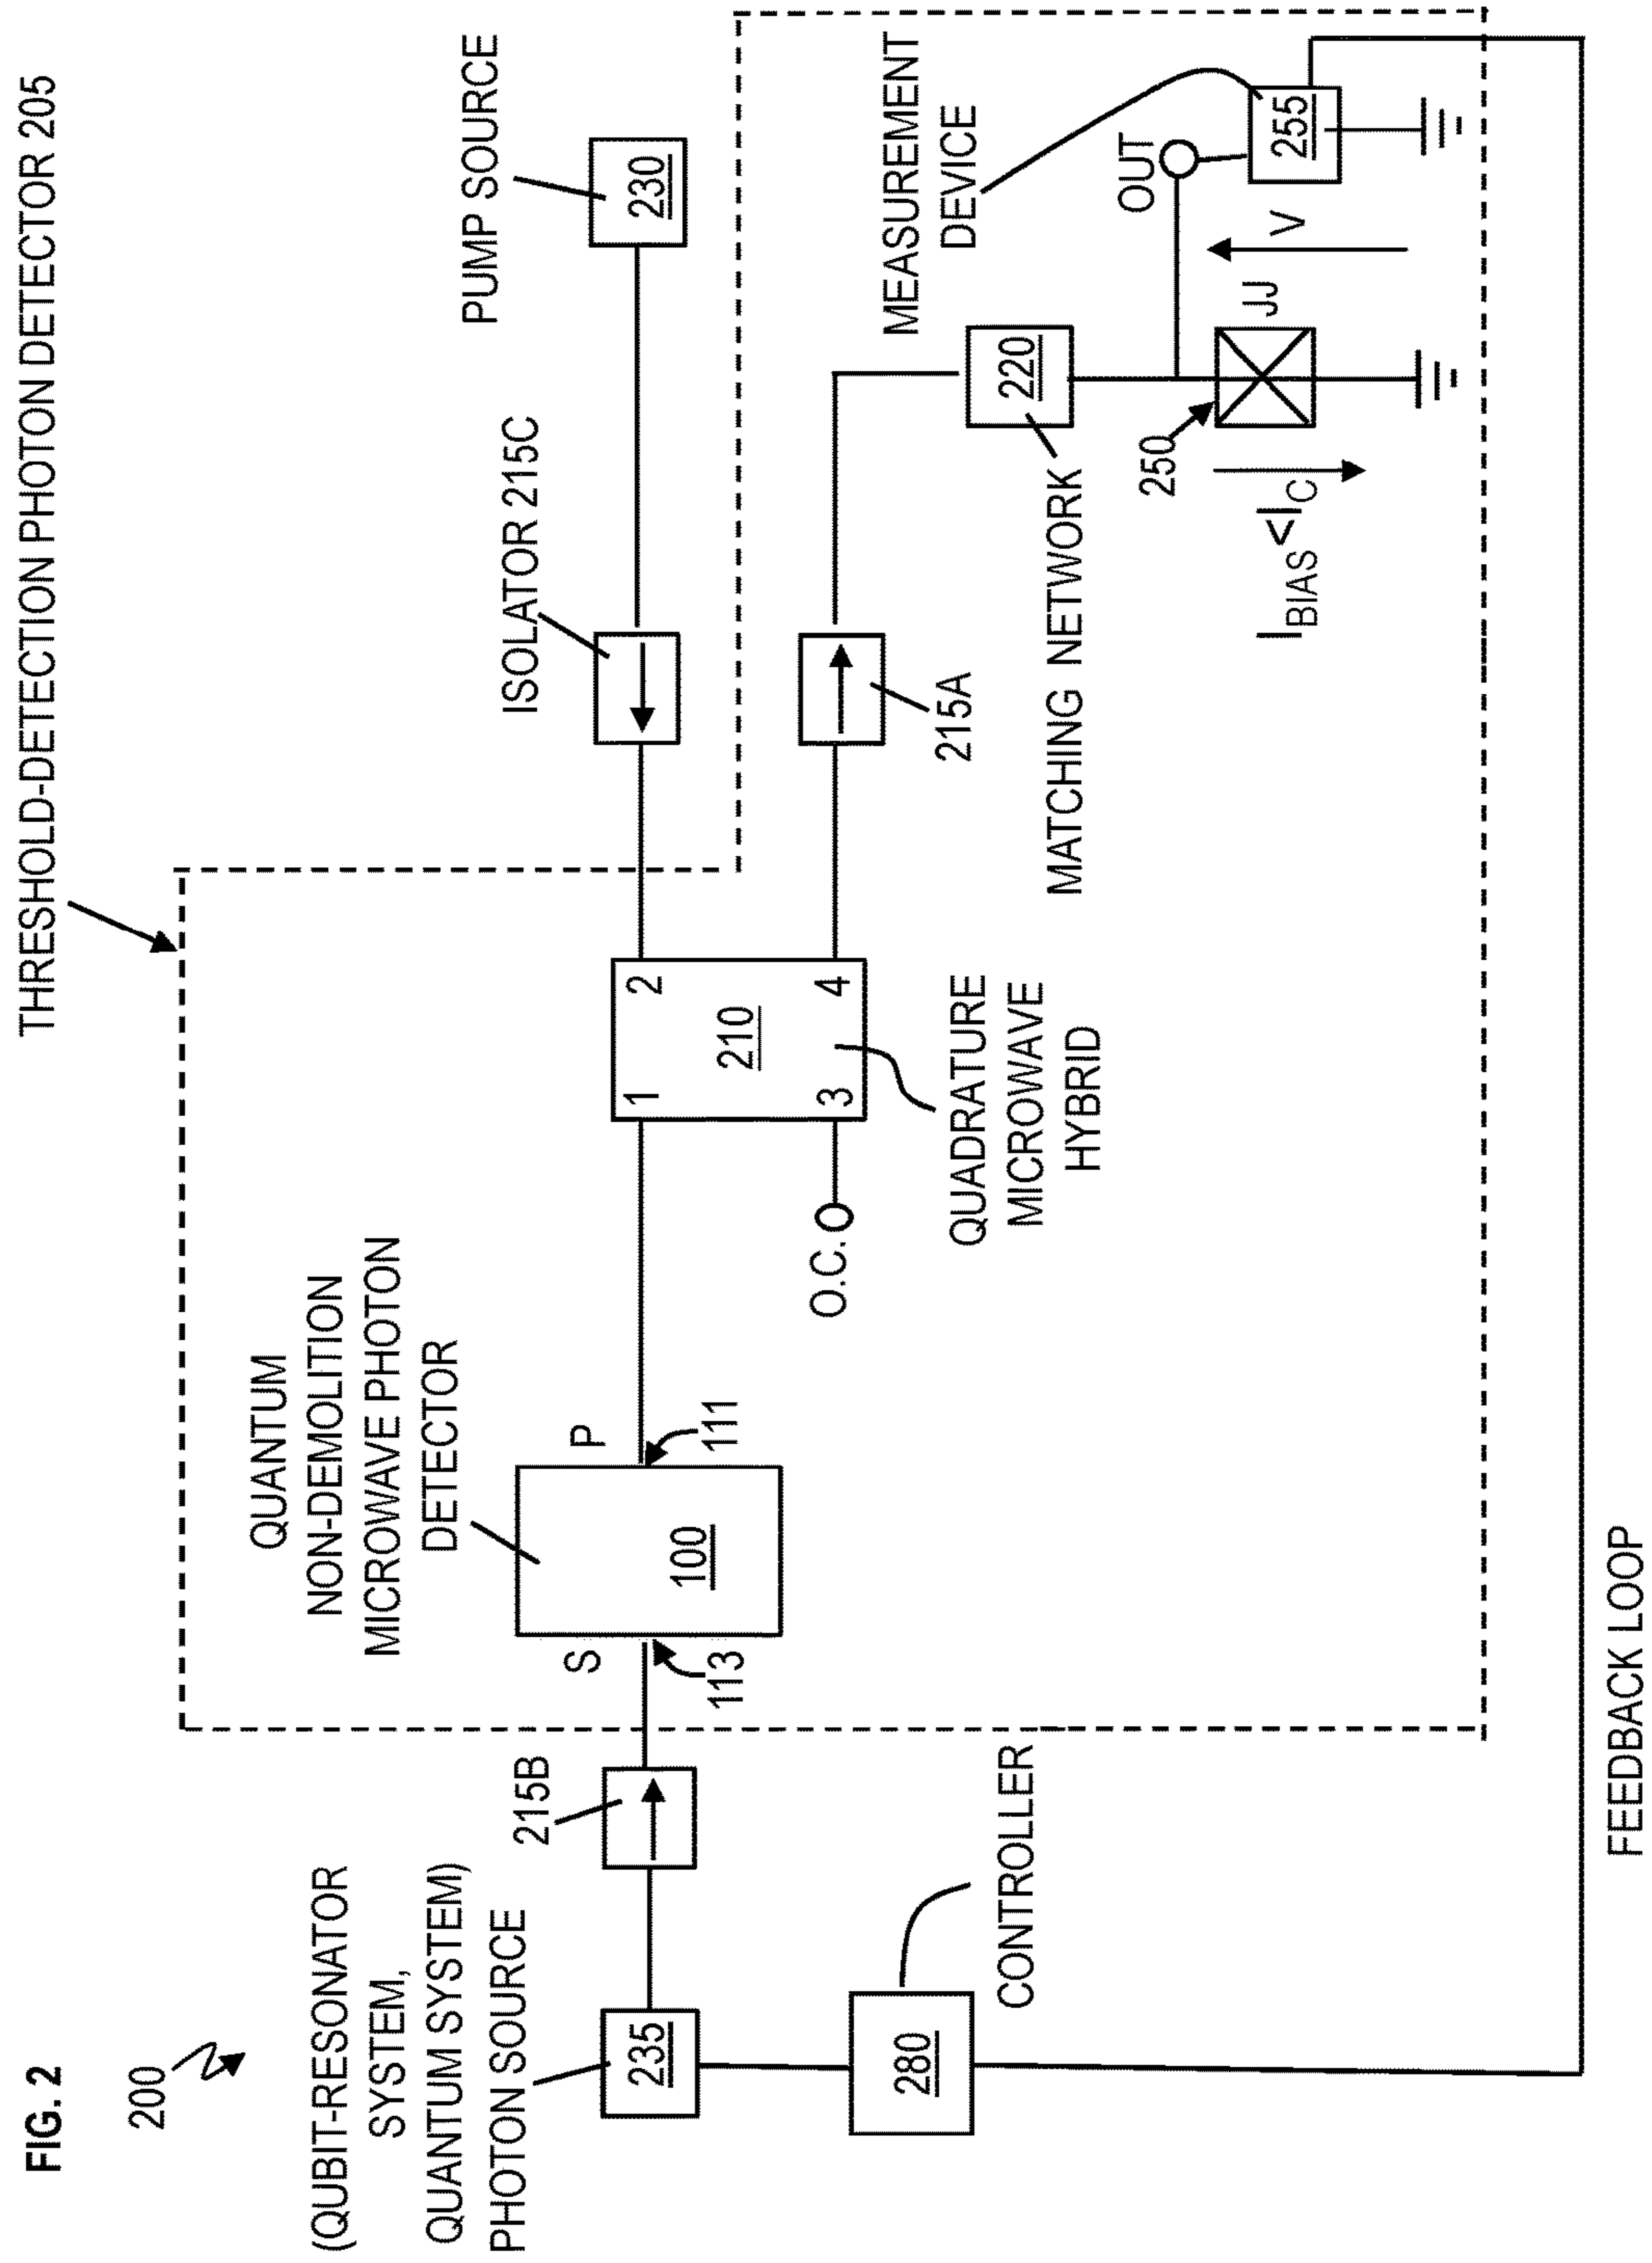 FIG. 2
200
THRESHOLD-DETECTION PHOTON DETECTOR 205
(QUBIT-RESONATOR
SYSTEM,
QUANTUM SYSTEM)
PHOTON SOURCE
235
215B
QUANTUM
NON-DEMOLITION
MICROWAVE PHOTON
DETECTOR
S
P
113
111
100
ISOLATOR 215C
PUMP SOURCE
230
1
2
3
4
210
O.C.
QUADRATURE
MICROWAVE
HYBRID
215A
MATCHING NETWORK
220
MEASUREMENT
DEVICE
OUT
255
250
JJ
V
IBIAS<IC
280
CONTROLLER
FEEDBACK LOOP